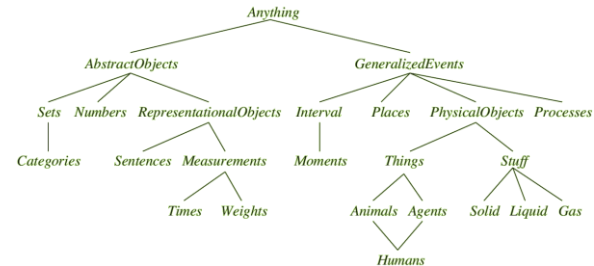 Anything
AbstractObjects GeneralizedEvents
Sets Numbers RepresentationalObjects Interval Places PhysicalObjects Processes
Categories Sentences Measurements Moments Things Stuff
Times Weights Animals Agents Solid Liquid Gas
Humans